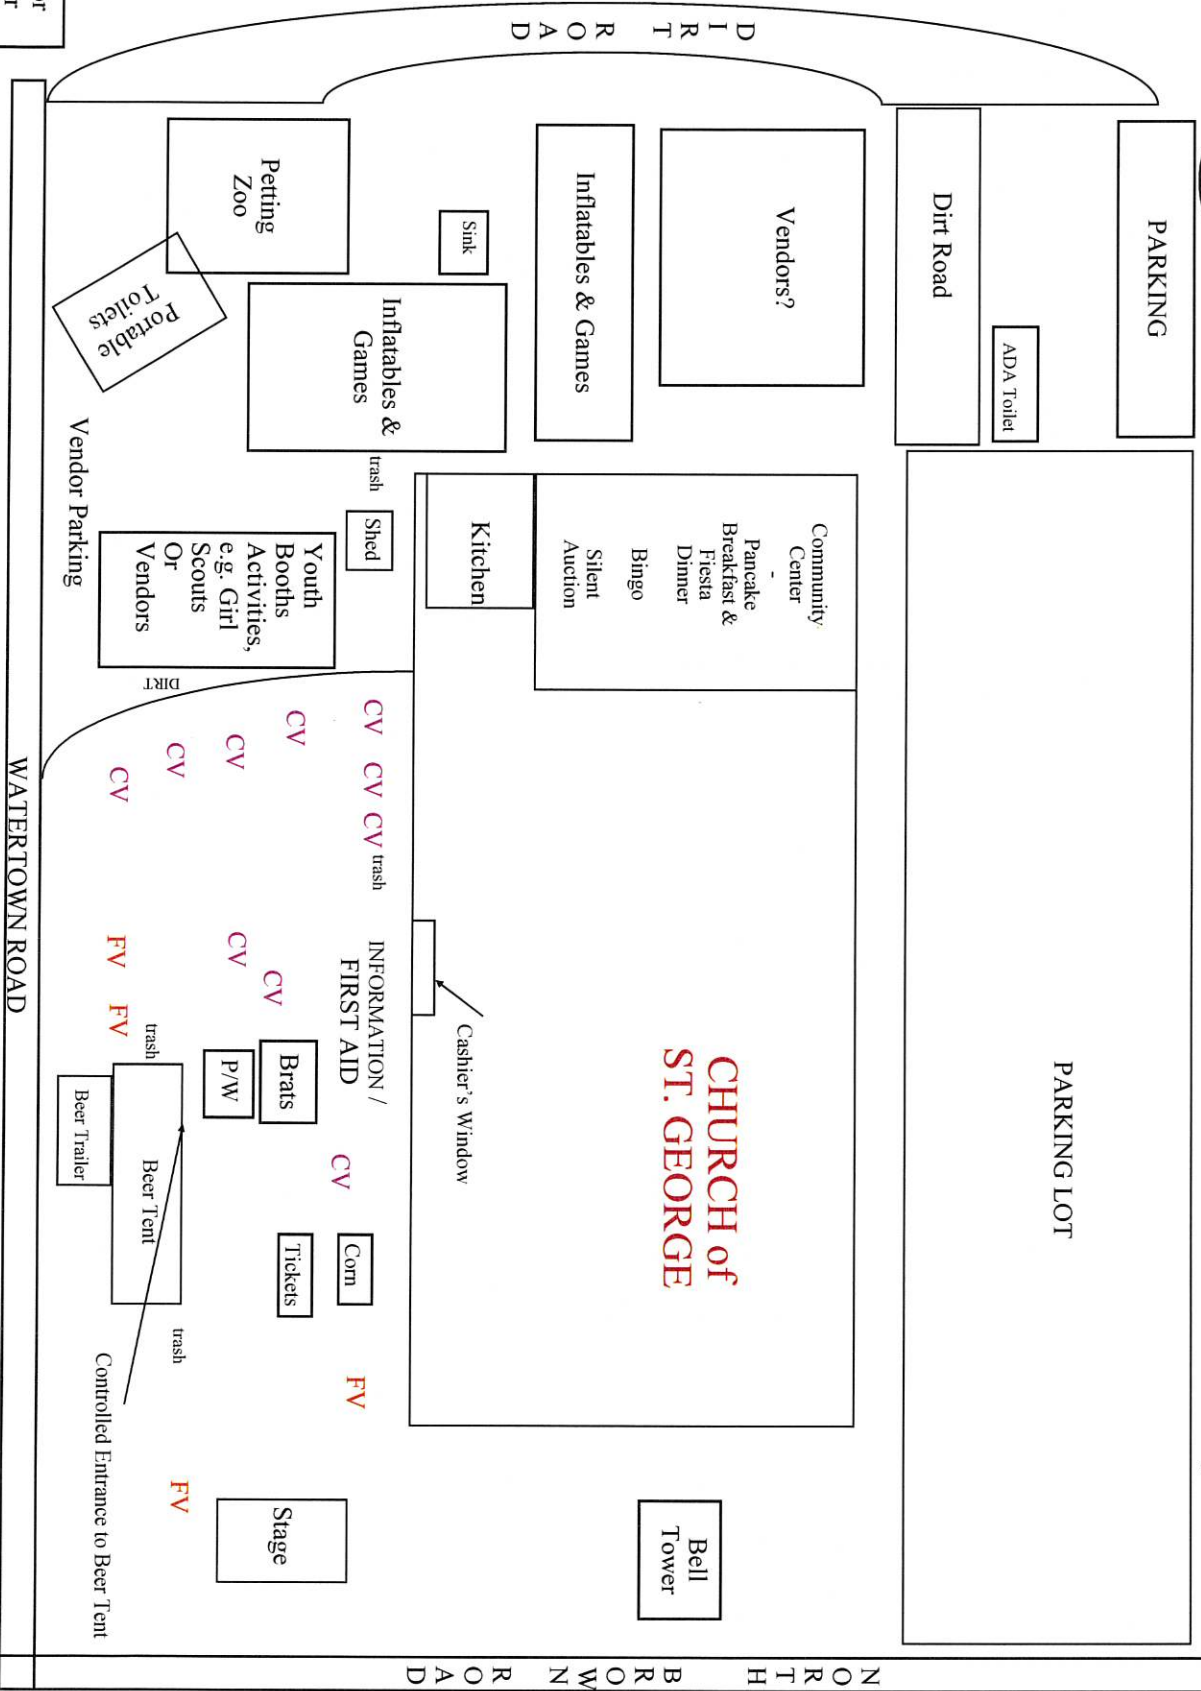 PARKING
ADA Toilet
PARKING LOT
Dirt Road
DIRT ROAD
Vendors?
Community
Center
-
Pancake
Breakfast &
Fiesta
Dinner
Bingo
Silent
Auction
CHURCH of
ST. GEORGE
Bell
Tower
NORTH BROWN ROAD
Inflatables & Games
Sink
Kitchen
Cashier's Window
Inflatables &
Games
trash
Shed
CV
CV
CV
trash
INFORMATION /
FIRST AID
CV
Corn
FV
Petting
Zoo
Youth
Booths
Activities,
e.g. Girl
Scouts
Or
Vendors
CV
CV
CV
CV
CV
CV
Brats
P/W
Tickets
Stage
Portable
Toilets
Vendor Parking
DIRT
FV
FV
trash
Beer Tent
Beer Trailer
trash
FV
Controlled Entrance to Beer Tent
WATERTOWN ROAD